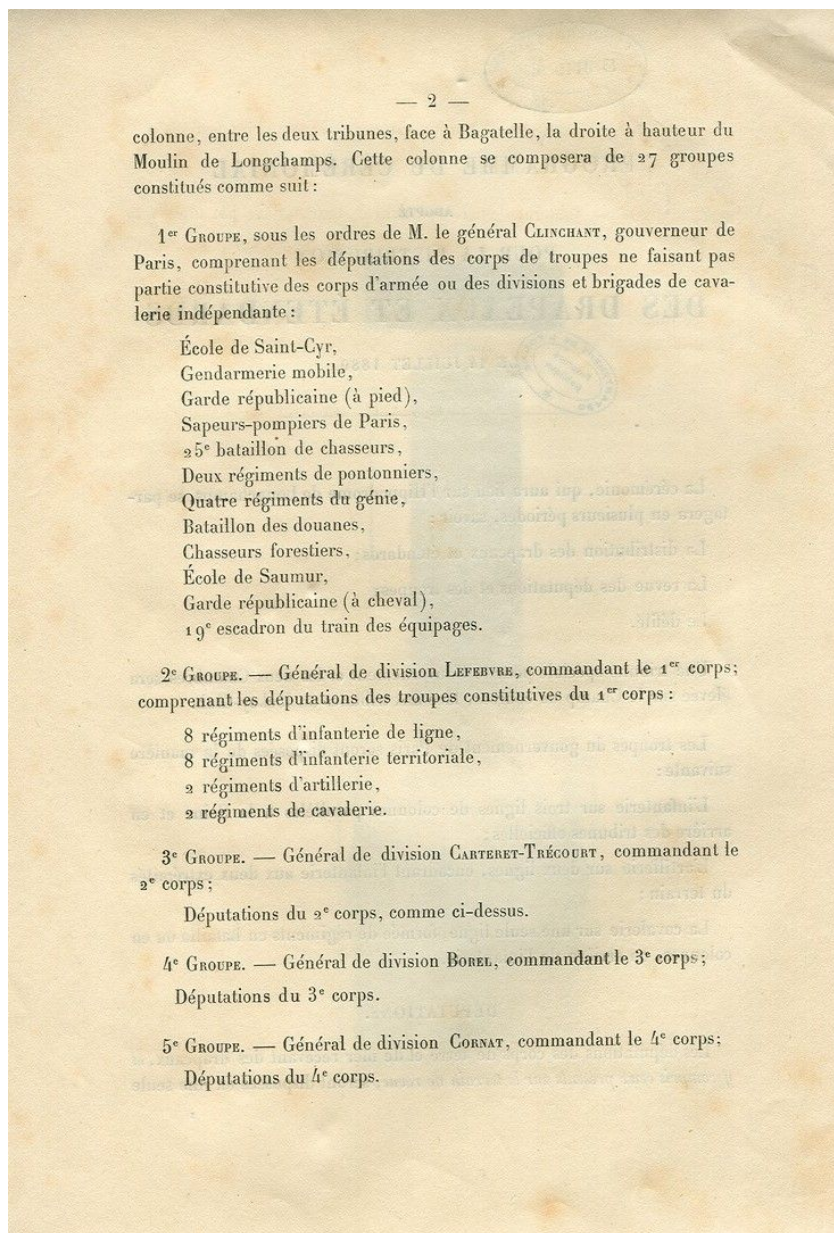 — 2 —
colonne, entre les deux tribunes, face à Bagatelle, la droite à hauteur du
Moulin de Longchamps. Cette colonne se composera de 27 groupes
constitués comme suit :
1er Groupe, sous les ordres de M. le général Clinchant, gouverneur de
Paris, comprenant les députations des corps de troupes ne faisant pas
partie constitutive des corps d'armée ou des divisions et brigades de cava-
lerie indépendante :
École de Saint-Cyr,
Gendarmerie mobile,
Garde républicaine (à pied),
Sapeurs-pompiers de Paris,
25e bataillon de chasseurs,
Deux régiments de pontonniers,
Quatre régiments du génie,
Bataillon des douanes,
Chasseurs forestiers,
École de Saumur,
Garde républicaine (à cheval),
19e escadron du train des équipages.
2e Groupe. — Général de division Lefebvre, commandant le 1er corps;
comprenant les députations des troupes constitutives du 1er corps :
8 régiments d'infanterie de ligne,
8 régiments d'infanterie territoriale,
2 régiments d'artillerie,
2 régiments de cavalerie.
3e Groupe. — Général de division Carteret-Trécourt, commandant le
2e corps;
Députations du 2e corps, comme ci-dessus.
4e Groupe. — Général de division Borel, commandant le 3e corps;
Députations du 3e corps.
5e Groupe. — Général de division Cornat, commandant le 4e corps;
Députations du 4e corps.